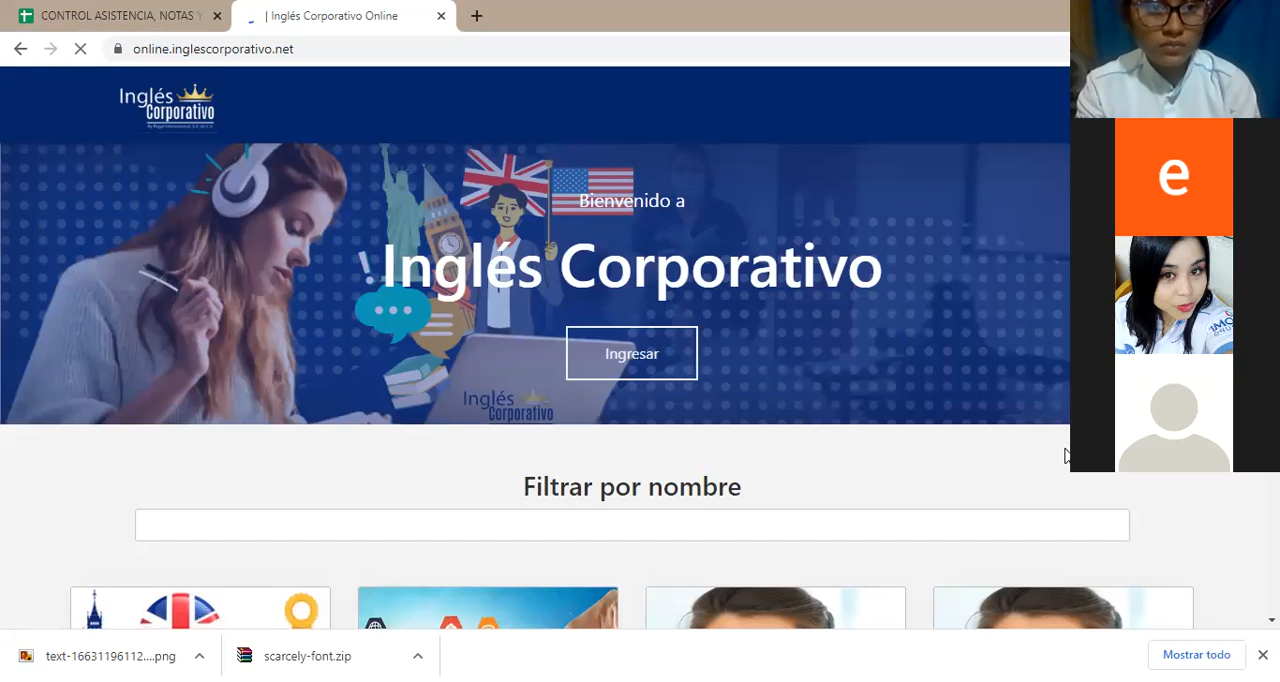 CONTROL ASISTENCIA, NOTAS Y
| Inglés Corporativo Online
online.inglescorporativo.net
Inglés
Corporativo
Bienvenido a
Inglés Corporativo
Ingresar
Inglés
Corporativo
e
Filtrar por nombre
text-16631196112....png
scarcely-font.zip
Mostrar todo